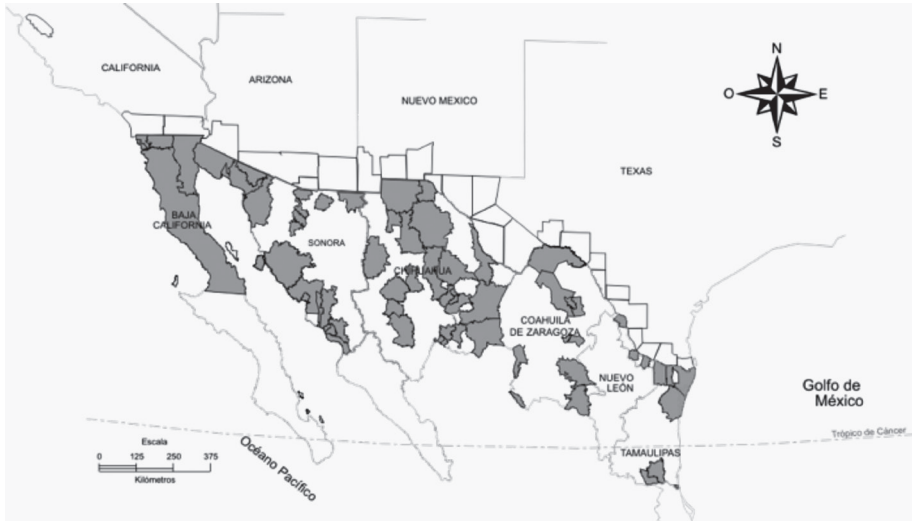 N
O
E
S
CALIFORNIA
ARIZONA
NUEVO MEXICO
TEXAS
BAJA
CALIFORNIA
SONORA
CHIHUAHUA
COAHUILA
DE ZARAGOZA
NUEVO
LEÓN
Golfo de
México
Trópico de Cáncer
TAMAULIPAS
Océano Pacífico
Escala
0 125 250 375
Kilómetros